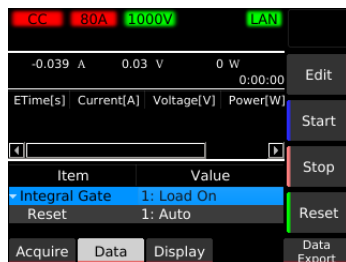 CC 80A 1000V LAN
-0.039 A 0.03 V 0 W
0:00:00
ETime[s] Current[A] Voltage[V] Power[W]
Item Value
Integral Gate 1: Load On
Reset 1: Auto
Acquire Data Display
Edit
Start
Stop
Reset
Data
Export